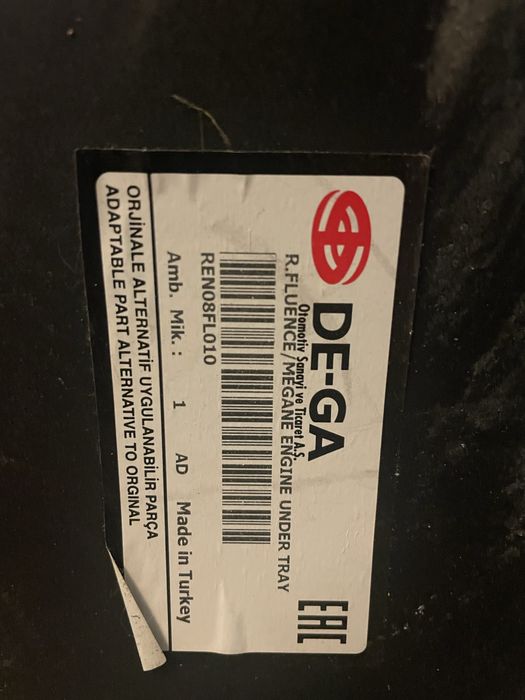 DE-GA
Otomotiv Sanayi ve Ticaret A.Ş.
EAC
R.FLUENCE/MEGANE ENGINE UNDER TRAY
REN08FL010
Amb. Mik. : 1 AD Made in Turkey
ORJİNALE ALTERNATİF UYGULANABİLİR PARÇA
ADAPTABLE PART ALTERNATIVE TO ORGINAL